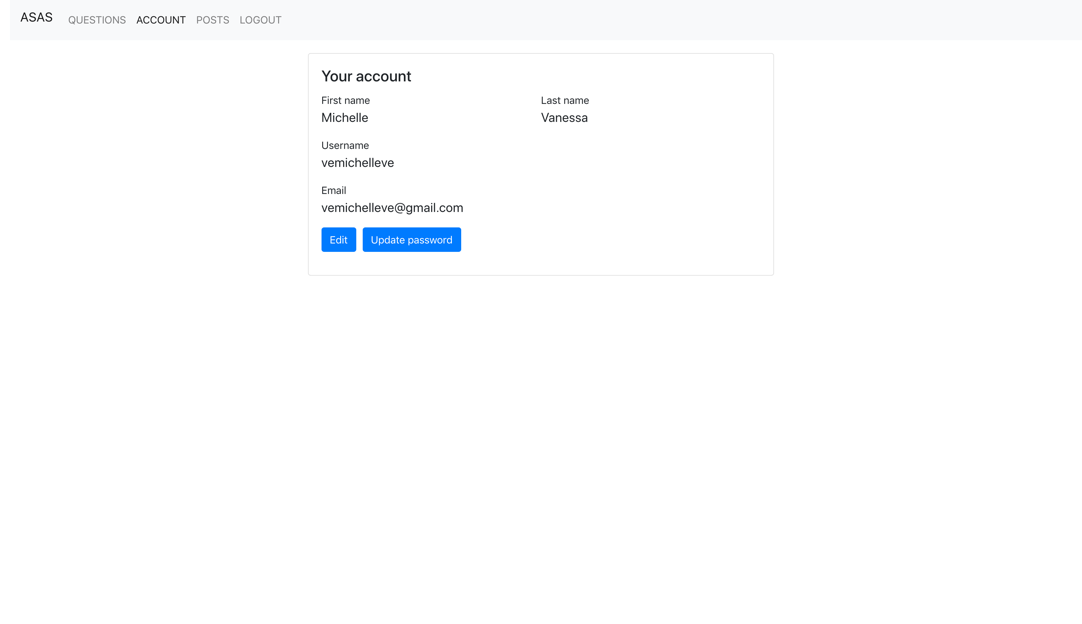 ASAS QUESTIONS ACCOUNT POSTS LOGOUT
Your account
First name Last name
Michelle Vanessa
Username
vemichelleve
Email
vemichelleve@gmail.com
Edit Update password